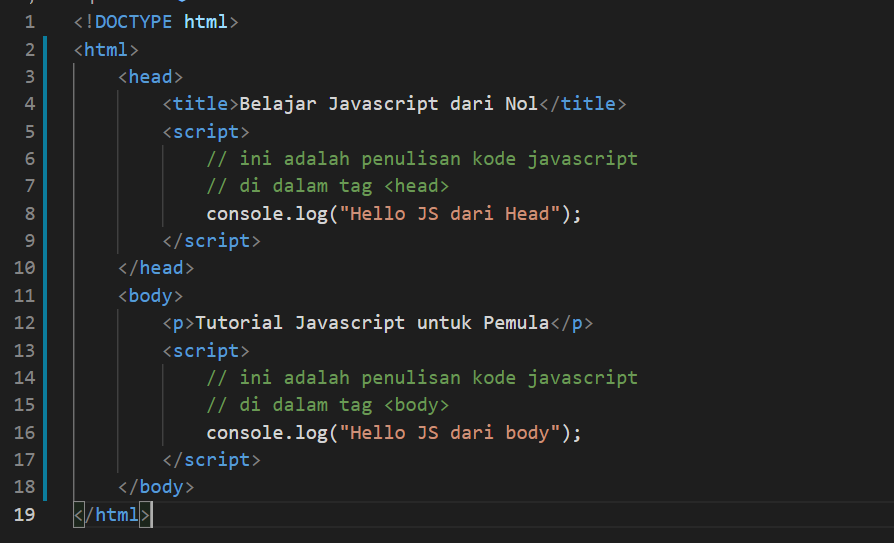 1 <!DOCTYPE html>
2 <html>
3 <head>
4 <title>Belajar Javascript dari Nol</title>
5 <script>
6 // ini adalah penulisan kode javascript
7 // di dalam tag <head>
8 console.log("Hello JS dari Head");
9 </script>
10 </head>
11 <body>
12 <p>Tutorial Javascript untuk Pemula</p>
13 <script>
14 // ini adalah penulisan kode javascript
15 // di dalam tag <body>
16 console.log("Hello JS dari body");
17 </script>
18 </body>
19 </html>